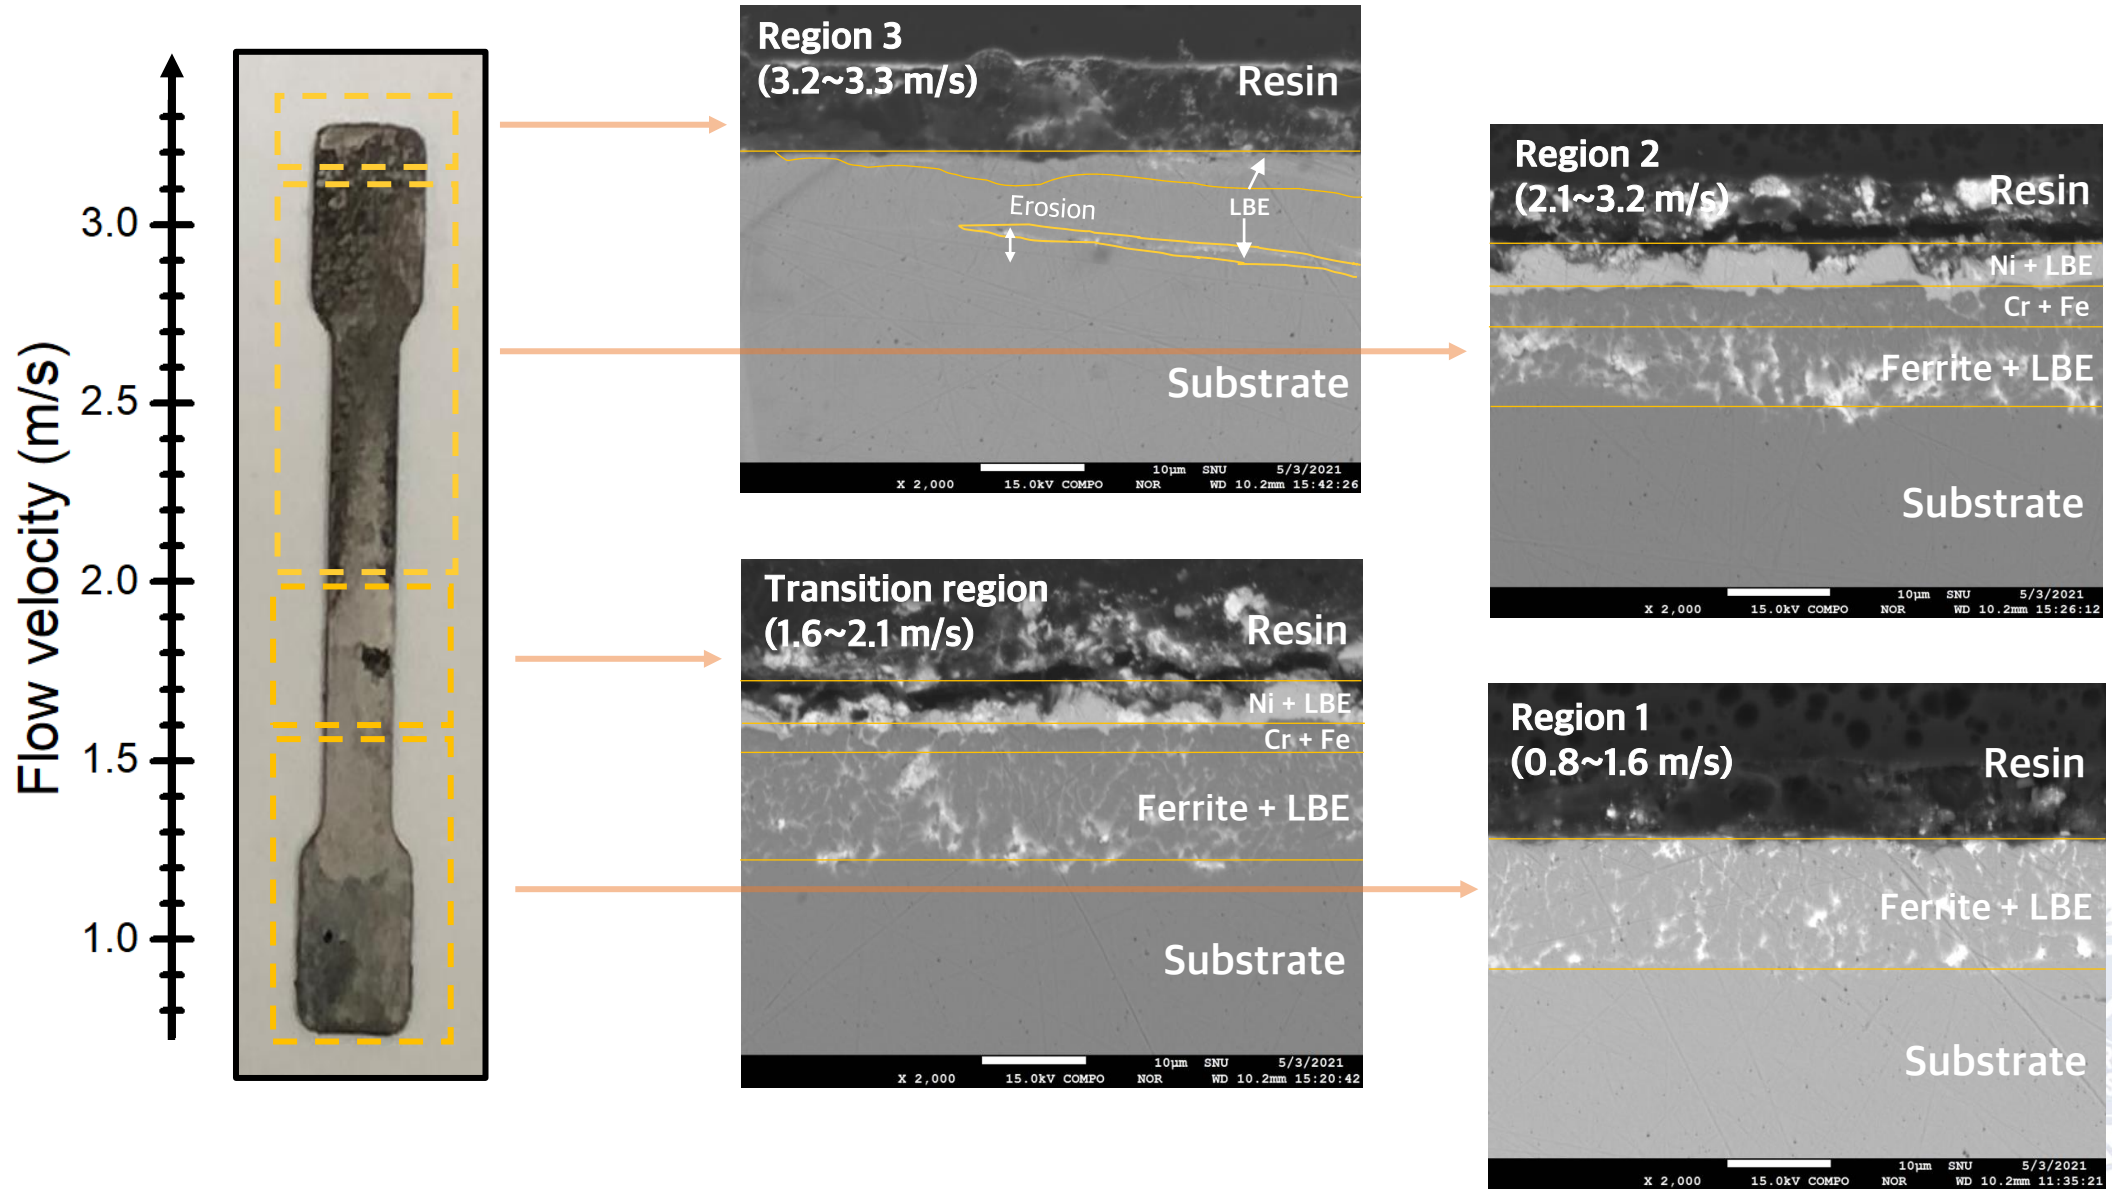 Flow velocity (m/s)
3.0
2.5
2.0
1.5
1.0
Region 3
(3.2~3.3 m/s)
Resin
Erosion
LBE
Substrate
10μm SNU 5/3/2021
X 2,000 15.0kV COMPO NOR WD 10.2mm 15:42:26
Region 2
(2.1~3.2 m/s)
Resin
Ni + LBE
Cr + Fe
Ferrite + LBE
Substrate
10μm SNU 5/3/2021
X 2,000 15.0kV COMPO NOR WD 10.2mm 15:26:12
Transition region
(1.6~2.1 m/s)
Resin
Ni + LBE
Cr + Fe
Ferrite + LBE
Substrate
10μm SNU 5/3/2021
X 2,000 15.0kV COMPO NOR WD 10.2mm 15:20:42
Region 1
(0.8~1.6 m/s)
Resin
Ferrite + LBE
Substrate
10μm SNU 5/3/2021
X 2,000 15.0kV COMPO NOR WD 10.2mm 11:35:21